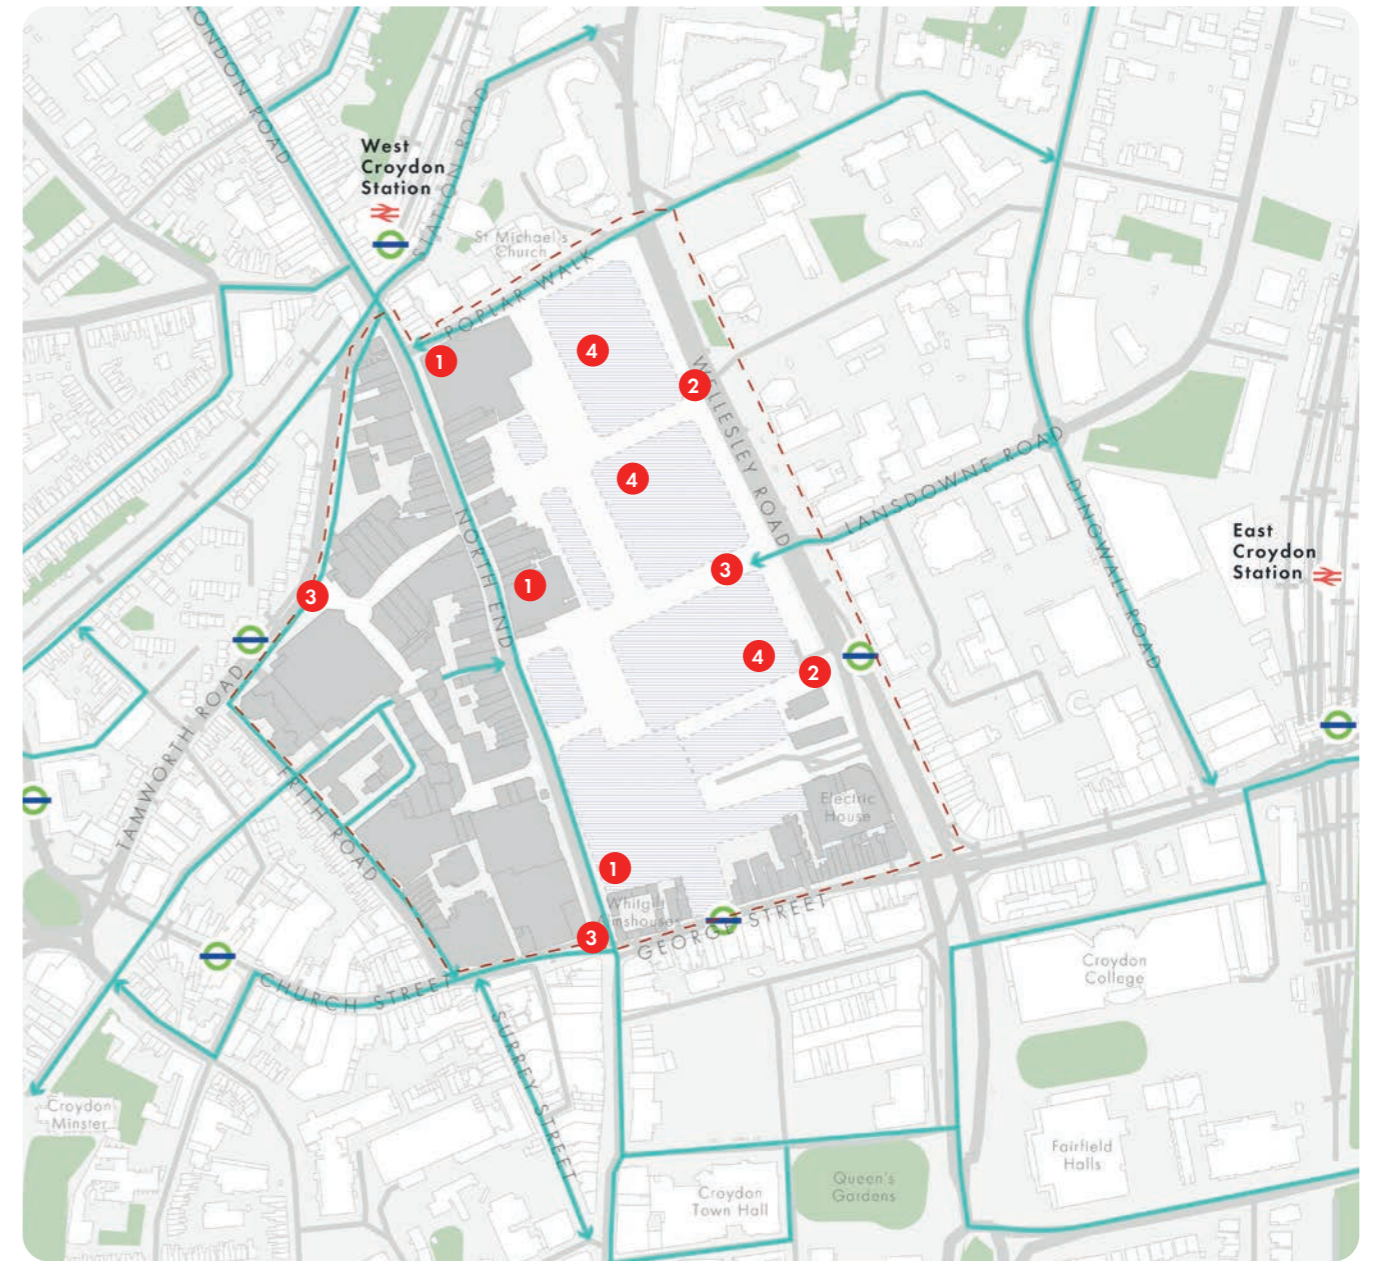 LONDON ROAD
West
Croydon
Station
STATION ROAD
St Michael's
Church
POPLAR WALK
1
4
2
WELLESLEY ROAD
4
LANSDOWNE ROAD
NORTH END
DINGWALL ROAD
East
Croydon
Station
3
1
3
4
2
TAMWORTH ROAD
FRITH ROAD
Electric
House
1
Whitgift
Almshouses
3
GEORGE STREET
CHURCH STREET
SURREY STREET
Croydon
College
Croydon
Minster
Fairfield
Halls
Queen's
Gardens
Croydon
Town Hall